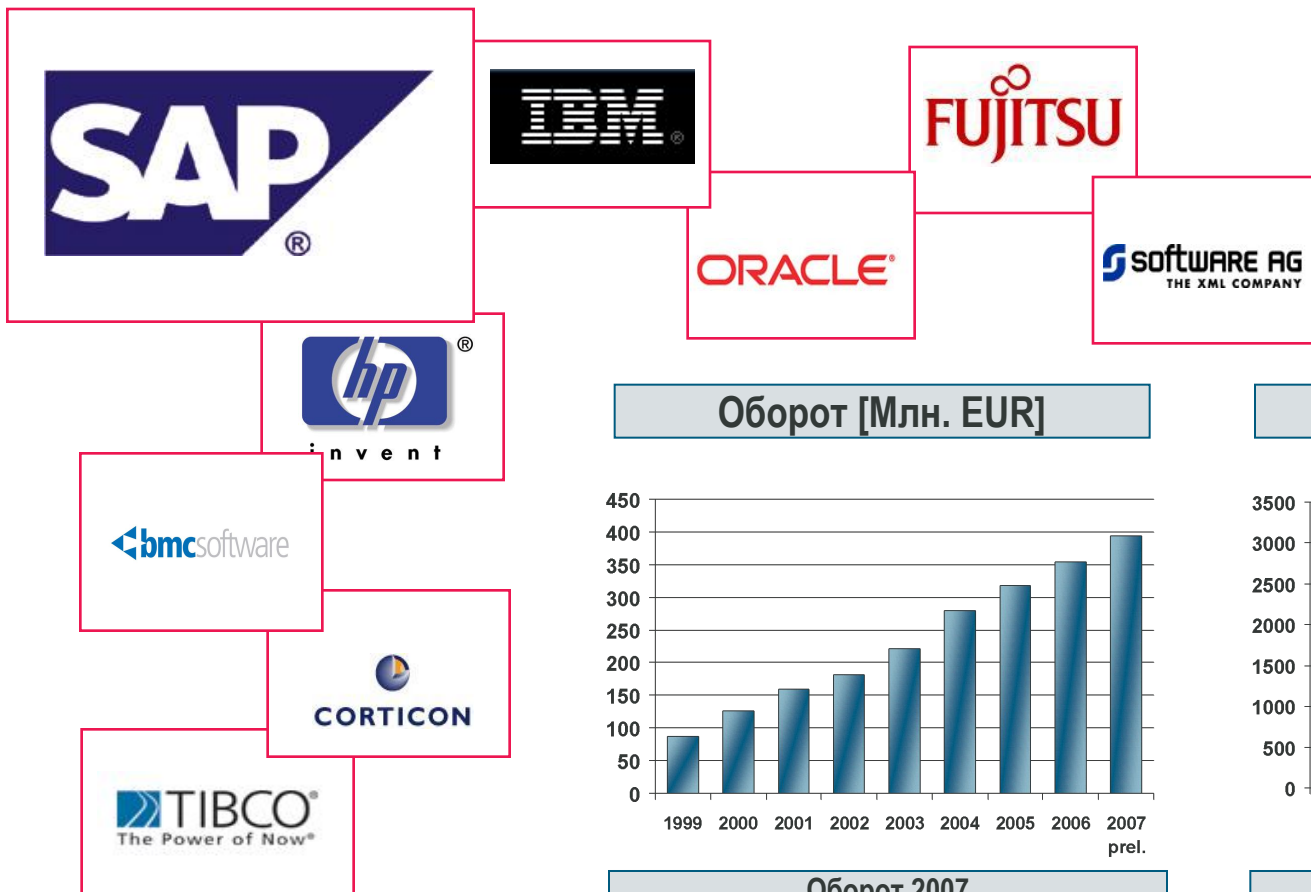 SAP
®
IBM®
FUJITSU
ORACLE®
software AG
THE XML COMPANY
hp
®
invent
bmcsoftware
CORTICON
TIBCO®
The Power of Now®
Оборот [Млн. EUR]
450
400
350
300
250
200
150
100
50
0
1999 2000 2001 2002 2003 2004 2005 2006 2007
prel.
3500
3000
2500
2000
1500
1000
500
0
Оборот 2007